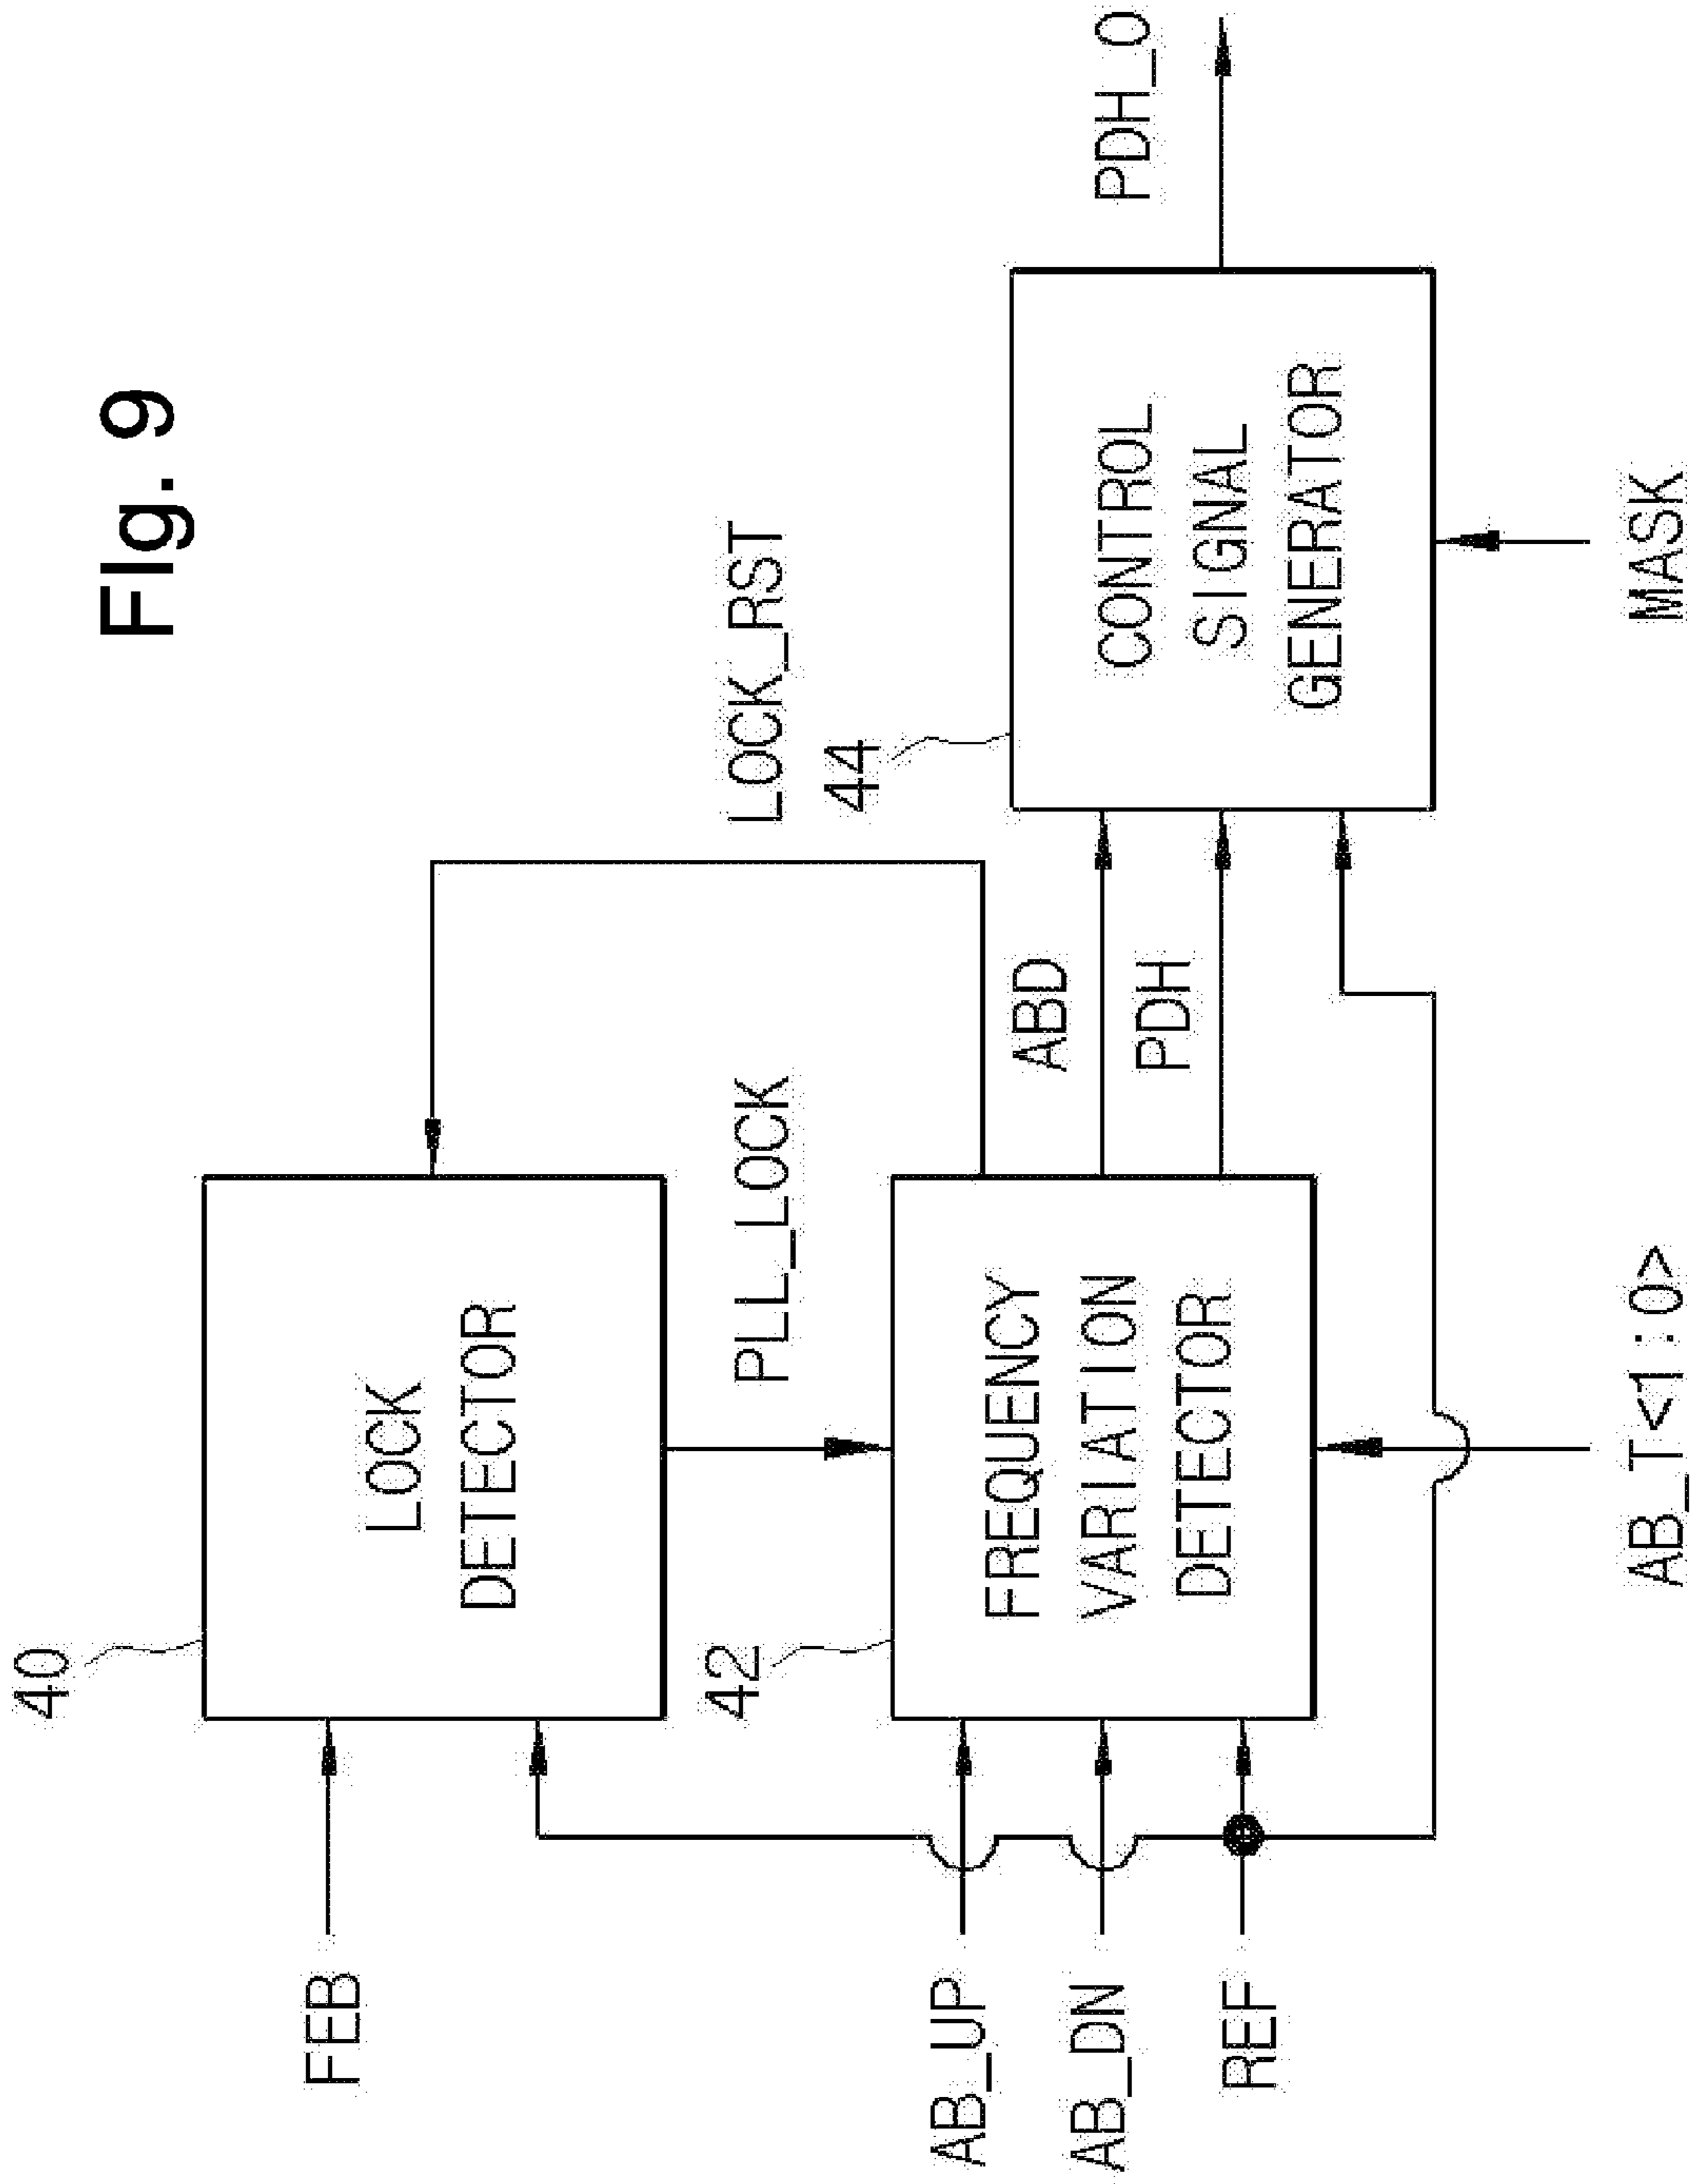 FIg. 9
40
LOCK
DETECTOR
FEB
LOCK_RST
PLL_LOCK
42
44
FREQUENCY
VARIATION
DETECTOR
AB_UP
AB_DN
REF
ABD
PDH
CONTROL
SIGNAL
GENERATOR
PDH_O
AB_T<1:0>
MASK